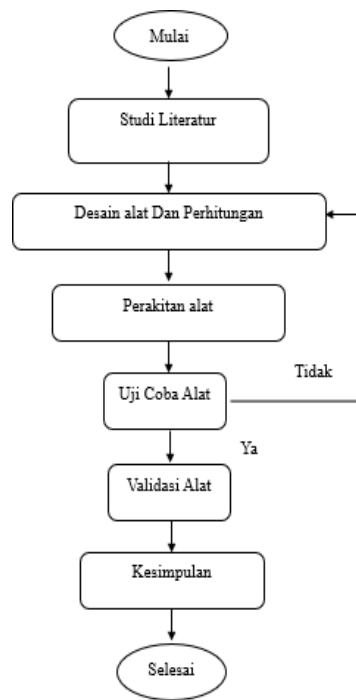 Mulai
Studi Literatur
Desain alat Dan Perhitungan
Perakitan alat
Tidak
Uji Coba Alat
Ya
Validasi Alat
Kesimpulan
Selesai